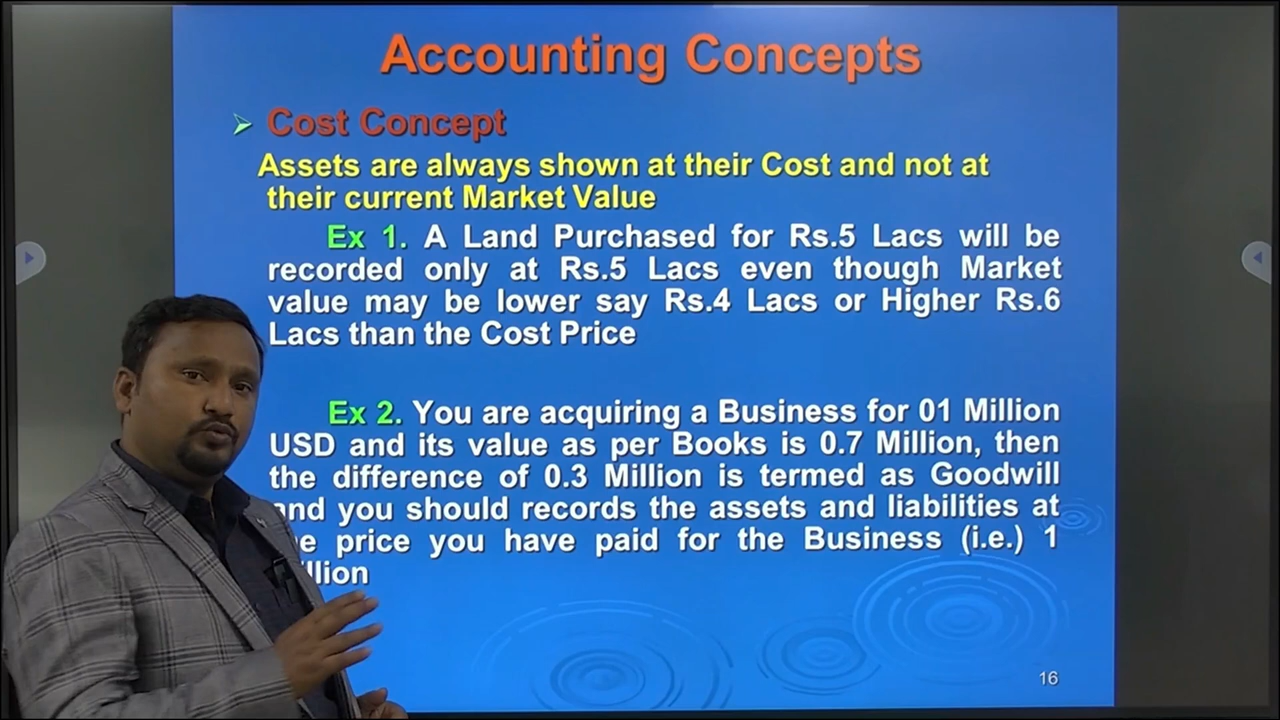 Accounting Concepts
Cost Concept
Assets are always shown at their Cost and not at
their current Market Value
Ex 1. A Land Purchased for Rs.5 Lacs will be
recorded only at Rs.5 Lacs even though Market
value may be lower say Rs.4 Lacs or Higher Rs.6
Lacs than the Cost Price
Ex 2. You are acquiring a Business for 01 Million
USD and its value as per Books is 0.7 Million, then
the difference of 0.3 Million is termed as Goodwill
you should records the assets and liabilities at
price you have paid for the Business (i.e.) 1
16